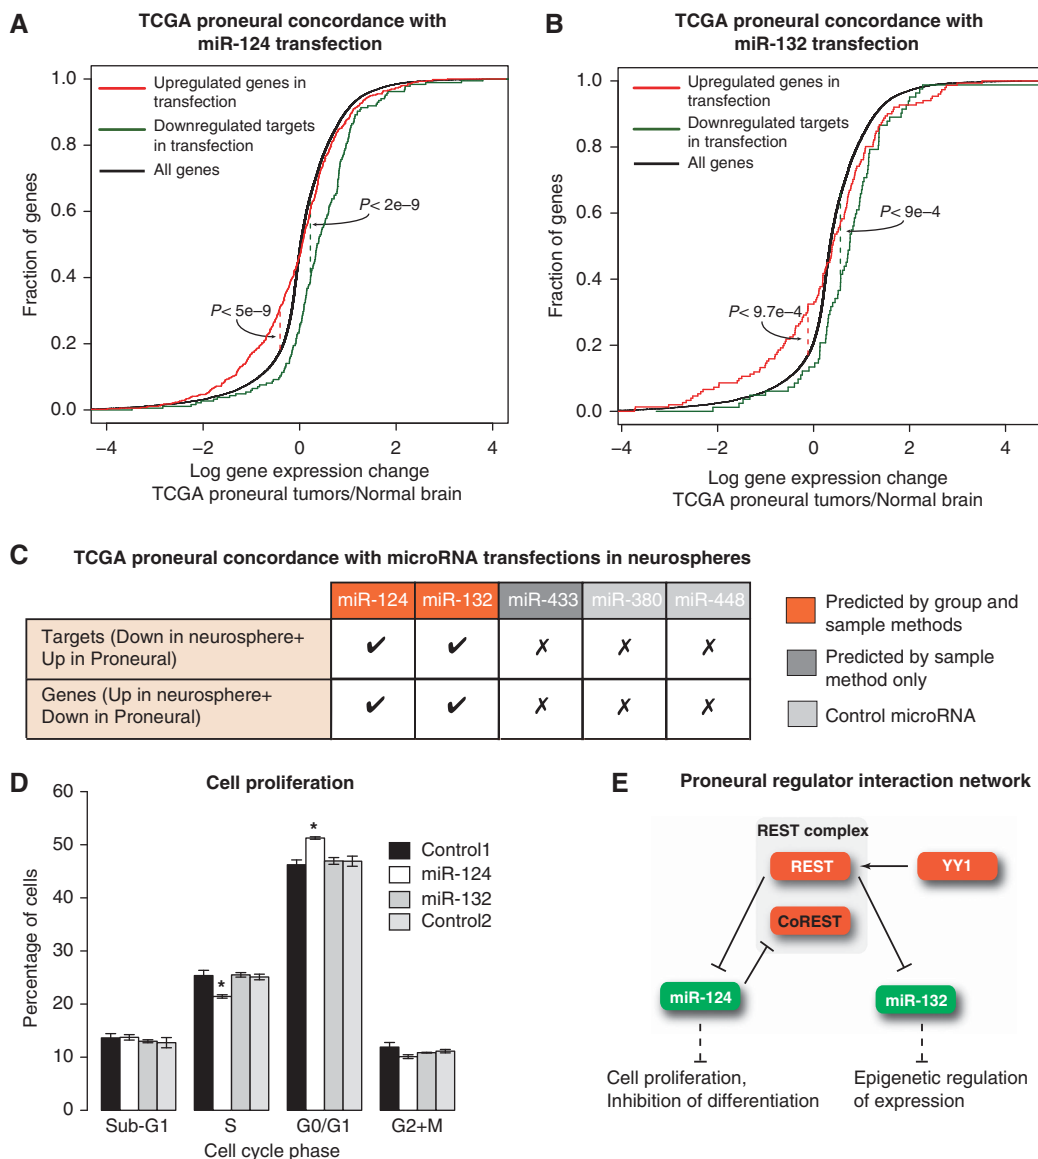 A
TCGA proneural concordance with
miR-124 transfection
1.0
0.8
0.6
0.4
0.2
0.0
Fraction of genes
Upregulated genes in
transfection
Downregulated targets
in transfection
All genes
P< 2e–9
P< 5e–9
−4
−2
0
2
4
Log gene expression change
TCGA proneural tumors/Normal brain
B
TCGA proneural concordance with
miR-132 transfection
1.0
0.8
0.6
0.4
0.2
0.0
Fraction of genes
Upregulated genes in
transfection
Downregulated targets
in transfection
All genes
P< 9e–4
P< 9.7e–4
−4
−2
0
2
4
Log gene expression change
TCGA proneural tumors/Normal brain
C
TCGA proneural concordance with microRNA transfections in neurospheres
miR-124 miR-132 miR-433 miR-380 miR-448
Targets (Down in neurosphere+
Up in Proneural)
✔ ✔ ✗ ✗ ✗
Genes (Up in neurosphere+
Down in Proneural)
✔ ✔ ✗ ✗ ✗
Predicted by group and
sample methods
Predicted by sample
method only
Control microRNA
D
Cell proliferation
60
50
40
30
20
10
0
Percentage of cells
*
*
Control1
miR-124
miR-132
Control2
Sub-G1
S
G0/G1
G2+M
Cell cycle phase
E
Proneural regulator interaction network
REST complex
REST
YY1
CoREST
miR-124
miR-132
Cell proliferation,
Inhibition of differentiation
Epigenetic regulation
of expression